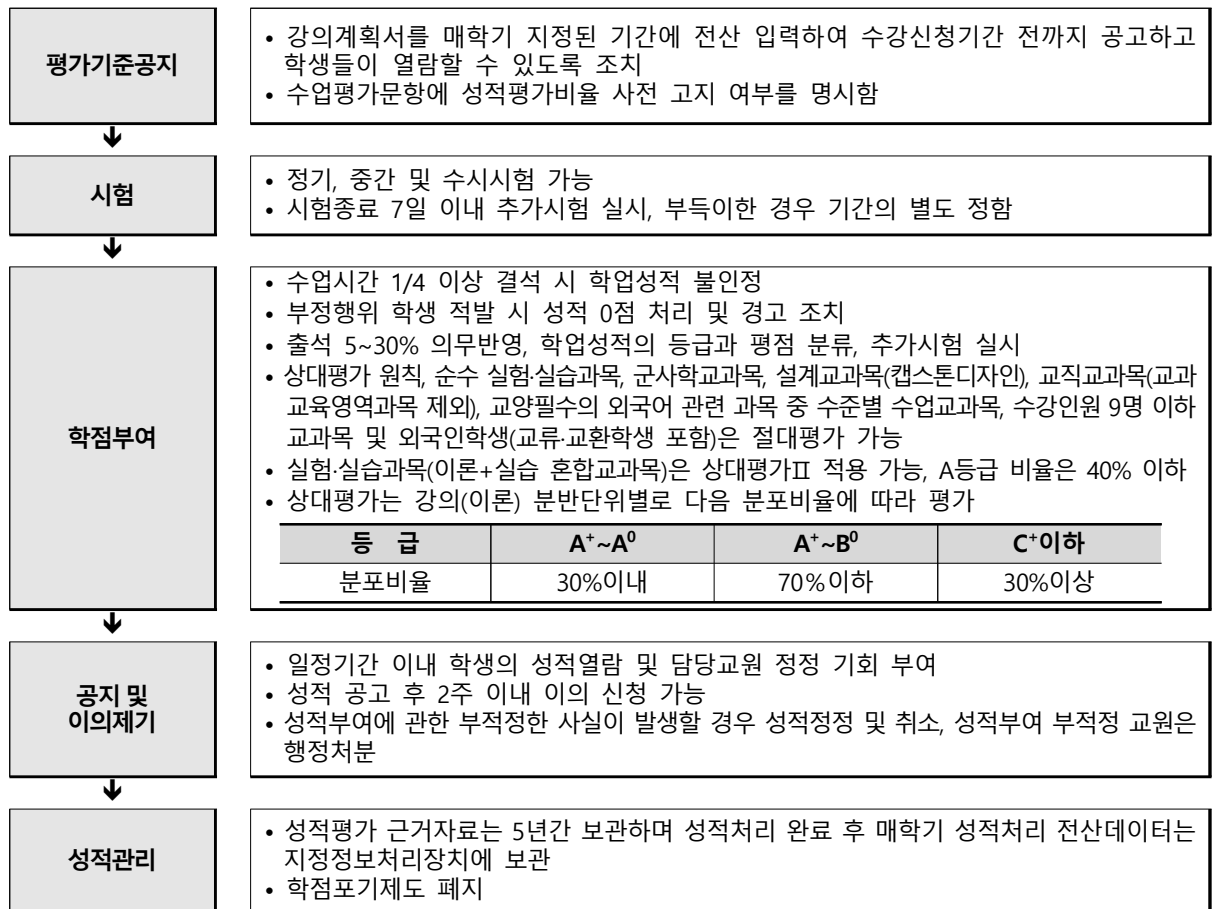 평가기준공지
• 강의계획서를 매학기 지정된 기간에 전산 입력하여 수강신청기간 전까지 공고하고
학생들이 열람할 수 있도록 조치
• 수업평가문항에 성적평가비율 사전 고지 여부를 명시함
🡻
시험
• 정기, 중간 및 수시시험 가능
• 시험종료 7일 이내 추가시험 실시, 부득이한 경우 기간의 별도 정함
🡻
학점부여
• 수업시간 1/4 이상 결석 시 학업성적 불인정
• 부정행위 학생 적발 시 성적 0점 처리 및 경고 조치
• 출석 5~30% 의무반영, 학업성적의 등급과 평점 분류, 추가시험 실시
• 상대평가 원칙, 순수 실험·실습과목, 군사학교과목, 설계교과목(캡스톤디자인), 교직교과목(교과
교육영역과목 제외), 교양필수의 외국어 관련 과목 중 수준별 수업교과목, 수강인원 9명 이하
교과목 및 외국인학생(교류·교환학생 포함)은 절대평가 가능
• 실험·실습과목(이론+실습 혼합교과목)은 상대평가Ⅱ 적용 가능, A등급 비율은 40% 이하
• 상대평가는 강의(이론) 분반단위별로 다음 분포비율에 따라 평가
등 급 A⁺~A⁰ A⁺~B⁰ C⁺이하
분포비율 30%이내 70%이하 30%이상
🡻
공지 및
이의제기
• 일정기간 이내 학생의 성적열람 및 담당교원 정정 기회 부여
• 성적 공고 후 2주 이내 이의 신청 가능
• 성적부여에 관한 부적정한 사실이 발생할 경우 성적정정 및 취소, 성적부여 부적정 교원은
행정처분
🡻
성적관리
• 성적평가 근거자료는 5년간 보관하며 성적처리 완료 후 매학기 성적처리 전산데이터는
지정정보처리장치에 보관
• 학점포기제도 폐지